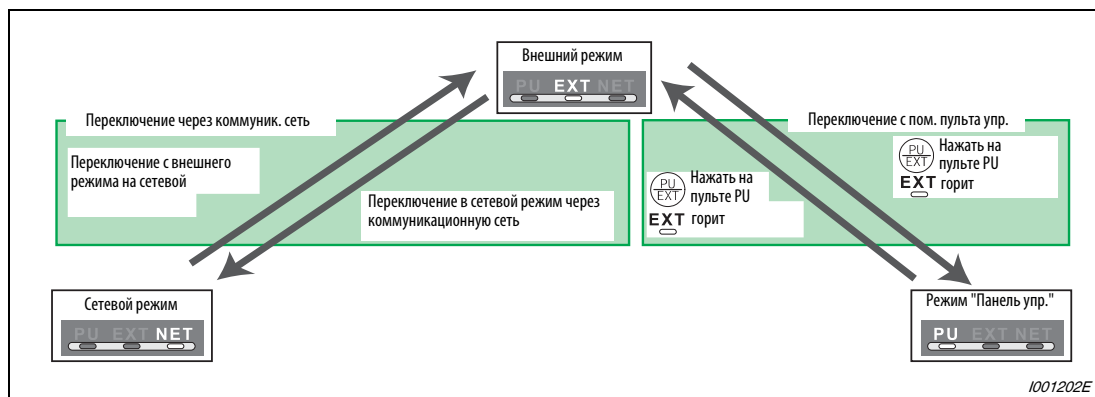 Внешний режим
PU EXT NET
Переключение через коммуник. сеть
Переключение с внешнего
режима на сетевой
Переключение в сетевой режим через
коммуникационную сеть
Переключение с пом. пульта упр.
PU
EXT
Нажать на
пульте PU
EXT горит
PU
EXT
Нажать на
пульте PU
EXT горит
Сетевой режим
PU EXT NET
Режим "Панель упр."
PU EXT NET
I001202E